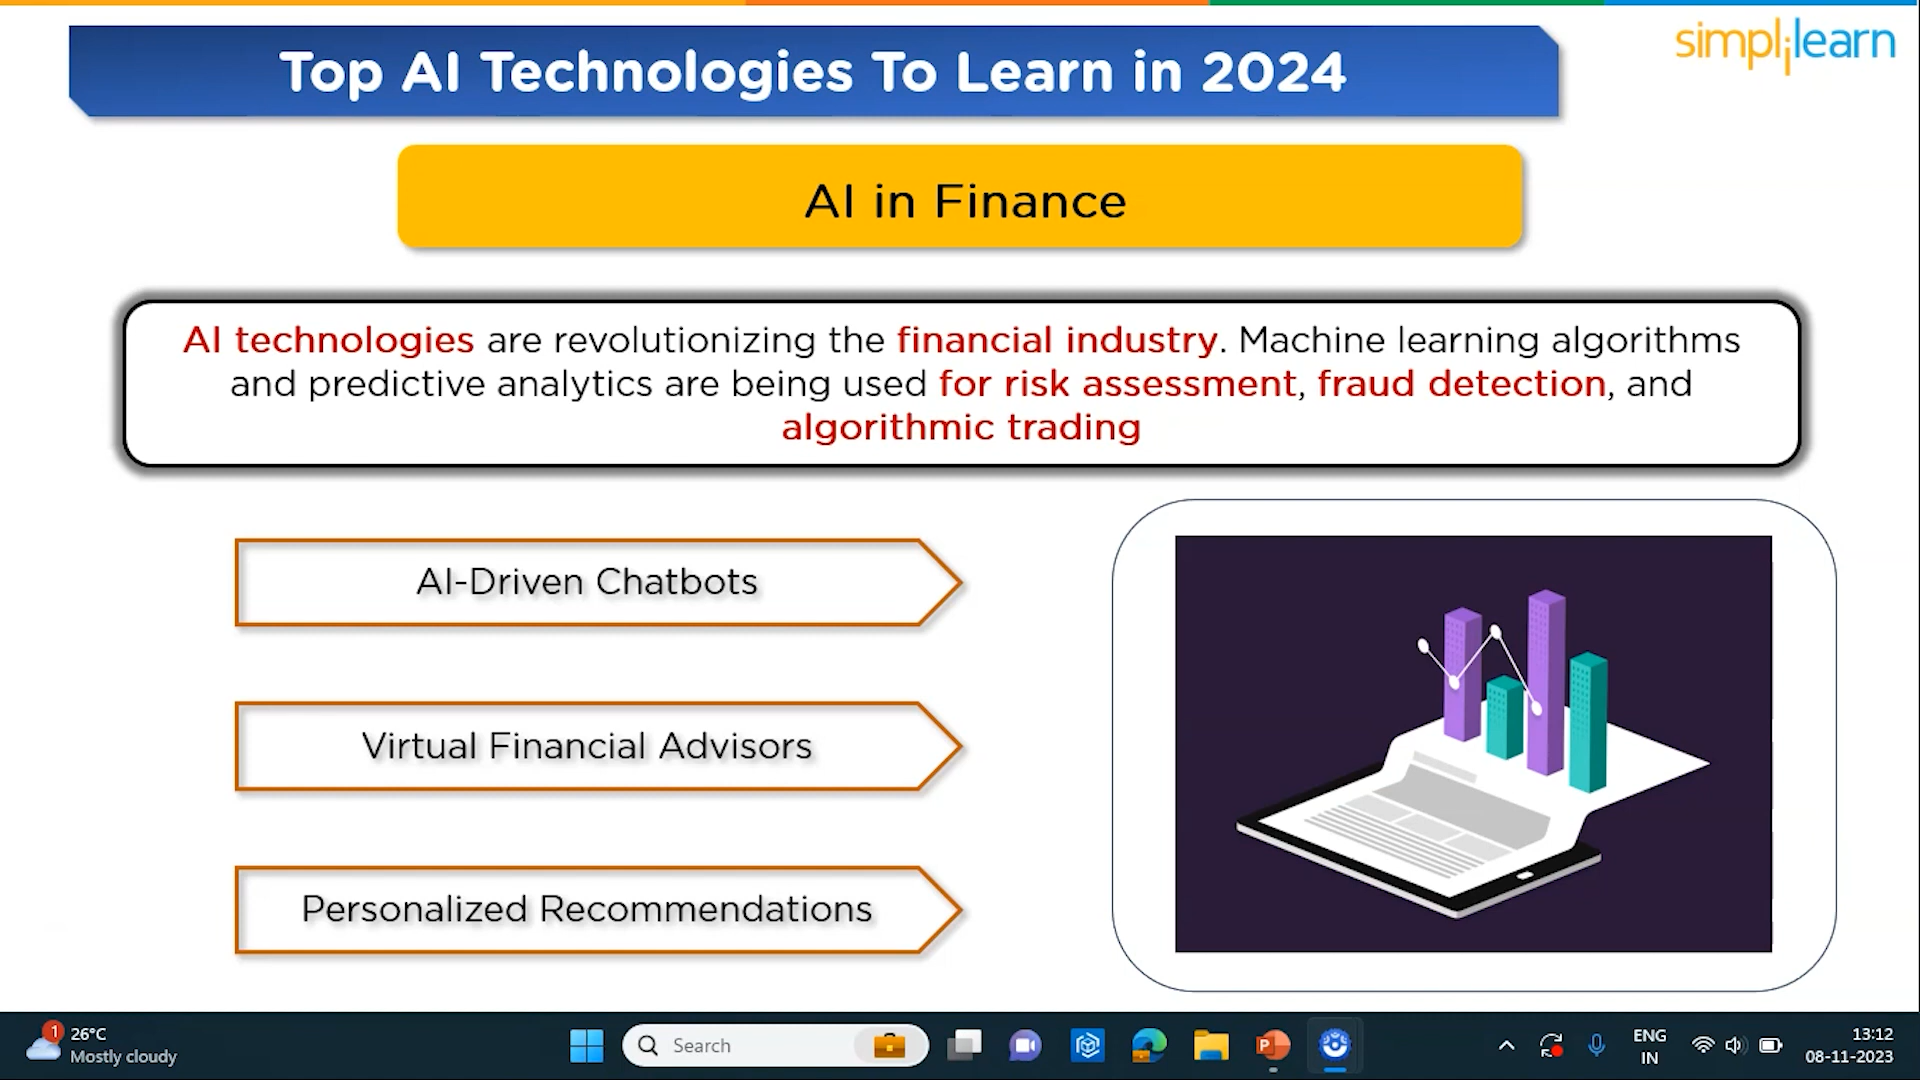 Top AI Technologies To Learn in 2024
simplilearn
AI in Finance
AI technologies are revolutionizing the financial industry. Machine learning algorithms
and predictive analytics are being used for risk assessment, fraud detection, and
algorithmic trading
AI-Driven Chatbots
Virtual Financial Advisors
Personalized Recommendations
1
26°C
Mostly cloudy
Search
P
ENG
IN
13:12
08-11-2023